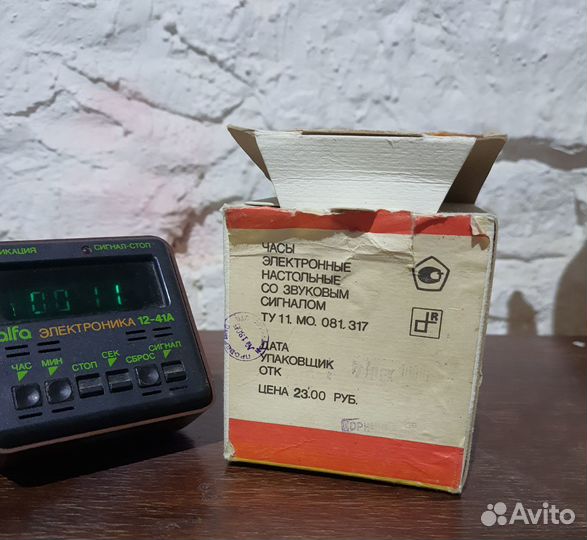 СИГНАЛ-СТОП
0011
alfa ЭЛЕКТРОНИКА 12-41А
ЧАС МИН СТОП СЕК СБРОС СИГНАЛ
ЧАСЫ
ЭЛЕКТРОННЫЕ
НАСТОЛЬНЫЕ
СО ЗВУКОВЫМ
СИГНАЛОМ
ТУ 11. МО. 081. 317
ДАТА
УПАКОВЩИК
ОТК
ЦЕНА 23.00 РУБ.
R
Avito